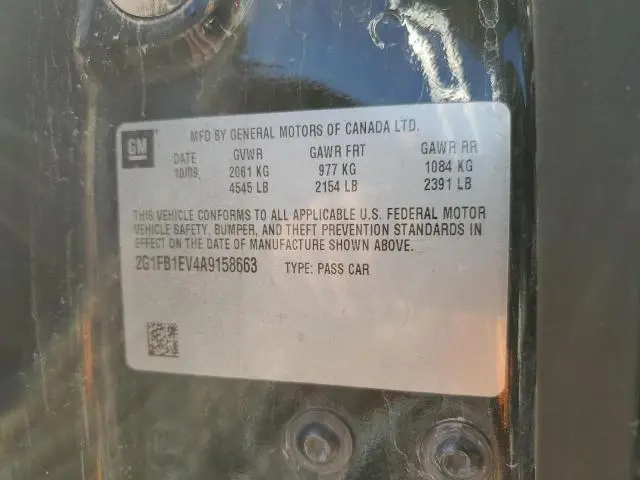 GM
MFD BY GENERAL MOTORS OF CANADA LTD.
DATE GVWR GAWR FRT GAWR RR
10/09 2061 KG 977 KG 1084 KG
4545 LB 2154 LB 2391 LB
THIS VEHICLE CONFORMS TO ALL APPLICABLE U.S. FEDERAL MOTOR
VEHICLE SAFETY, BUMPER, AND THEFT PREVENTION STANDARDS IN
EFFECT ON THE DATE OF MANUFACTURE SHOWN ABOVE.
2G1FB1EV4A9158663 TYPE: PASS CAR